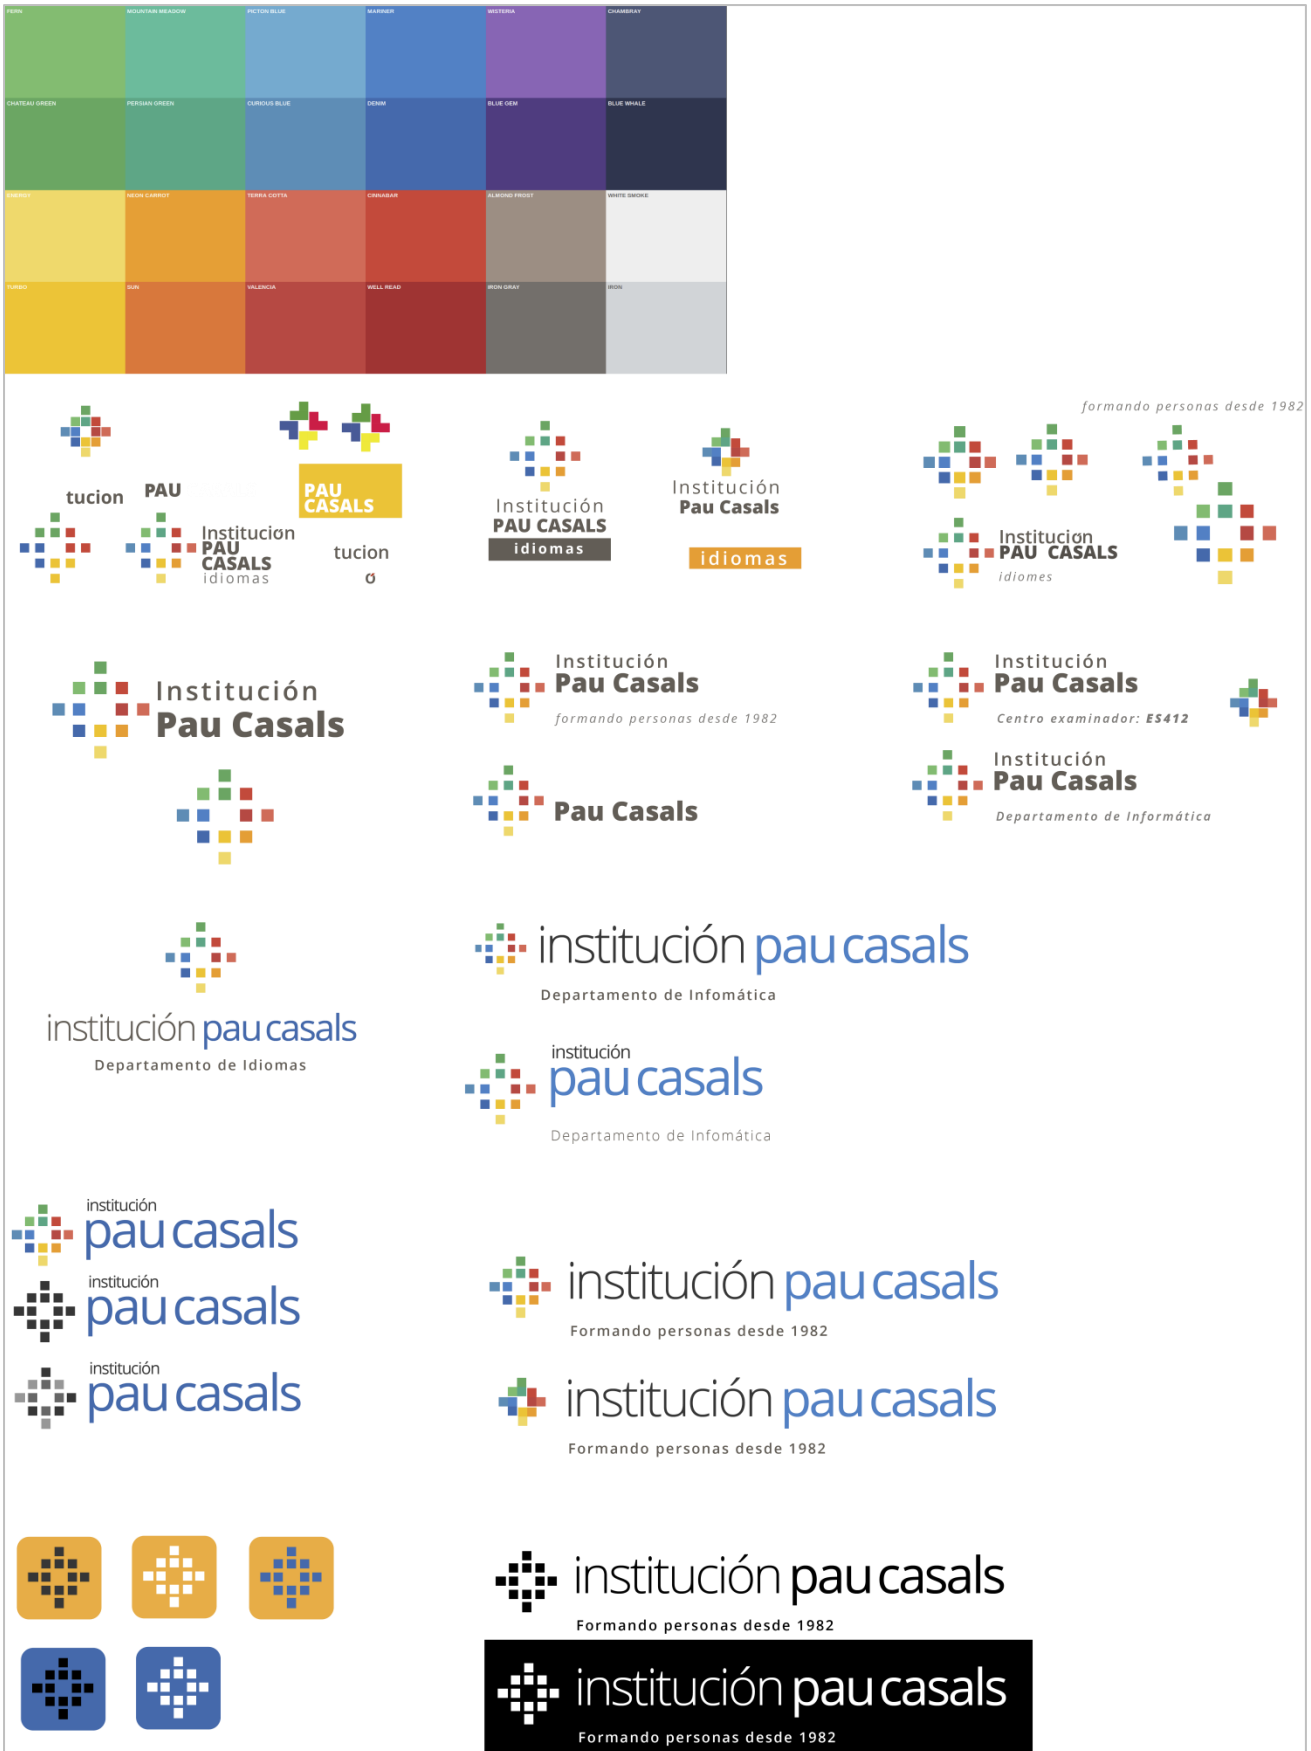 FERN
MOUNTAIN MEADOW
PICTON BLUE
MARINER
WISTERIA
CHAMBRAY
CHATEAU GREEN
PERSIAN GREEN
CURIOUS BLUE
DENIM
BLUE GEM
BLUE WHALE
ENERGY
NEON CARROT
TERRA COTTA
CINNABAR
ALMOND FROST
WHITE SMOKE
TURBO
SUN
VALENCIA
WELL READ
IRON GRAY
IRON
formando personas desde 1982
tucion
PAU
PAU
CASALS
Institución
PAU
CASALS
idiomas
tucion
ó
Institución
PAU CASALS
idiomas
Institución
Pau Casals
idiomas
Institución
PAU CASALS
idiomes
Institución
Pau Casals
Institución
Pau Casals
formando personas desde 1982
Pau Casals
Institución
Pau Casals
Centro examinador: ES412
Institución
Pau Casals
Departamento de Informática
institución pau casals
Departamento de Idiomas
institución pau casals
Departamento de Infomática
institución
pau casals
Departamento de Infomática
institución
pau casals
institución
pau casals
institución
pau casals
institución pau casals
Formando personas desde 1982
institución pau casals
Formando personas desde 1982
institución pau casals
Formando personas desde 1982
institución pau casals
Formando personas desde 1982